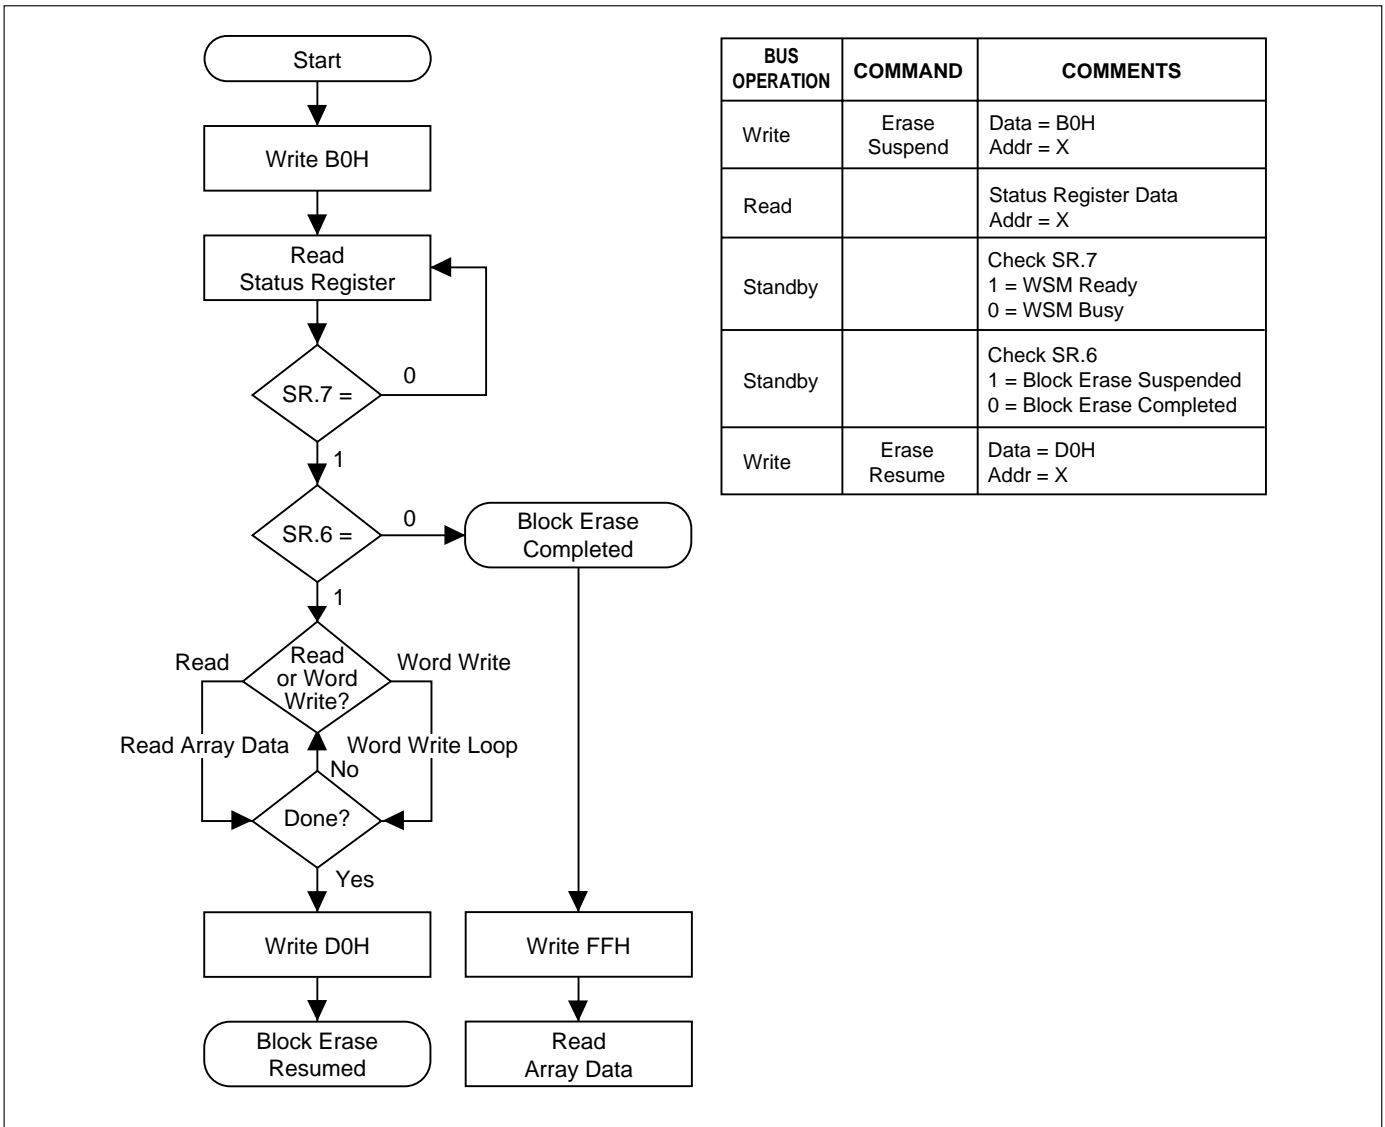 Start
Write B0H
Read
Status Register
SR.7 =
0
1
SR.6 =
0
Block Erase
Completed
1
Read
Read
or Word
Write?
Word Write
Read Array Data
Word Write Loop
No
Done?
Yes
Write D0H
Write FFH
Block Erase
Resumed
Read
Array Data
BUS
OPERATION
COMMAND
COMMENTS
Write
Erase
Suspend
Data = B0H
Addr = X
Read
Status Register Data
Addr = X
Standby
Check SR.7
1 = WSM Ready
0 = WSM Busy
Standby
Check SR.6
1 = Block Erase Suspended
0 = Block Erase Completed
Write
Erase
Resume
Data = D0H
Addr = X